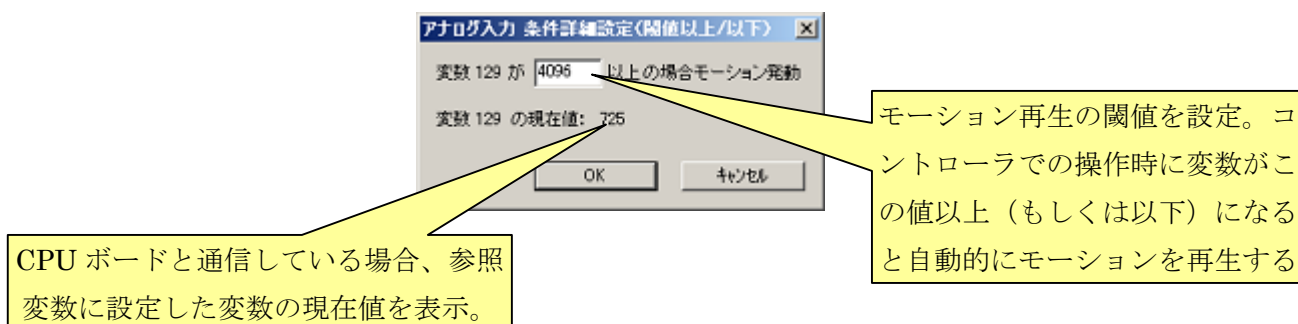 アナログ入力 条件詳細設定(閾値以上/以下)
変数 129 が 4096 以上の場合モーション発動
変数 129 の現在値: 725
OK キャンセル
モーション再生の閾値を設定。コ
ントローラでの操作時に変数がこ
の値以上（もしくは以下）になる
と自動的にモーションを再生する
CPU ボードと通信している場合、参照
変数に設定した変数の現在値を表示。